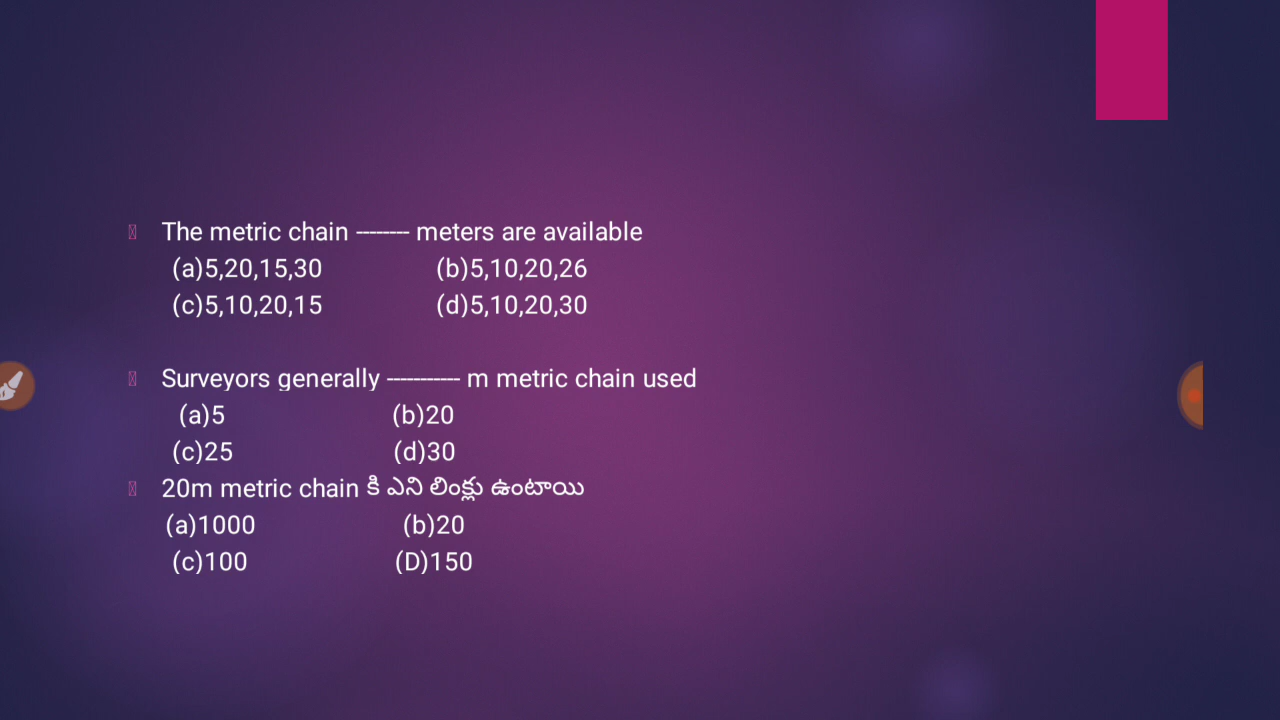 The metric chain -------- meters are available
(a)5,20,15,30 (b)5,10,20,26
(c)5,10,20,15 (d)5,10,20,30
Surveyors generally ----------- m metric chain used
(a)5 (b)20
(c)25 (d)30
20m metric chain కి ఎని లింక్లు ఉంటాయి
(a)1000 (b)20
(c)100 (D)150